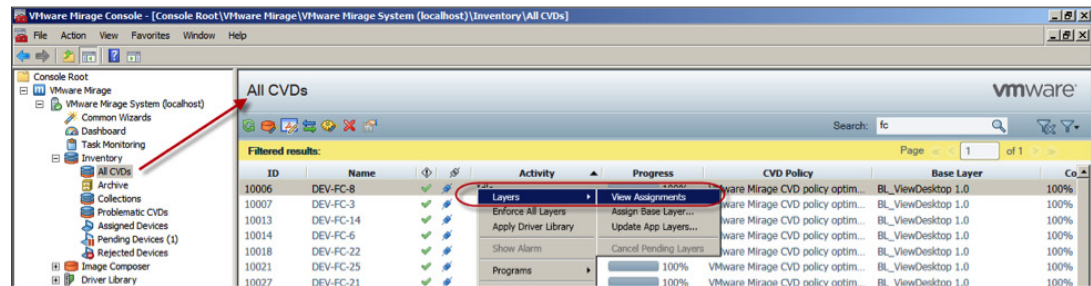 VMware Mirage Console - [Console Root\VMware Mirage\VMware Mirage System (localhost)\Inventory\All CVDs]
File Action View Favorites Window Help
Console Root
VMware Mirage
VMware Mirage System (localhost)
Common Wizards
Dashboard
Task Monitoring
Inventory
All CVDs
Archive
Collections
Problematic CVDs
Assigned Devices
Pending Devices (1)
Rejected Devices
Image Composer
Driver Library
All CVDs
vmware
Search: fc
Filtered results:
Page 1 of 1
ID Name Activity Progress CVD Policy Base Layer Co
10006 DEV-FC-8 Idle 100% VMware Mirage CVD policy optim... BL_ViewDesktop 1.0 100%
10007 DEV-FC-3 VMware Mirage CVD policy optim... BL_ViewDesktop 1.0 100%
10013 DEV-FC-14 VMware Mirage CVD policy optim... BL_ViewDesktop 1.0 100%
10014 DEV-FC-6 VMware Mirage CVD policy optim... BL_ViewDesktop 1.0 100%
10018 DEV-FC-22 VMware Mirage CVD policy optim... BL_ViewDesktop 1.0 100%
10021 DEV-FC-25 100% VMware Mirage CVD policy optim... BL_ViewDesktop 1.0 100%
10027 DEV-FC-21 100% VMware Mirage CVD policy optim... BL_ViewDesktop 1.0 100%
Layers
Enforce All Layers
Apply Driver Library
Show Alarm
Programs
View Assignments
Assign Base Layer...
Update App Layers...
Cancel Pending Layers